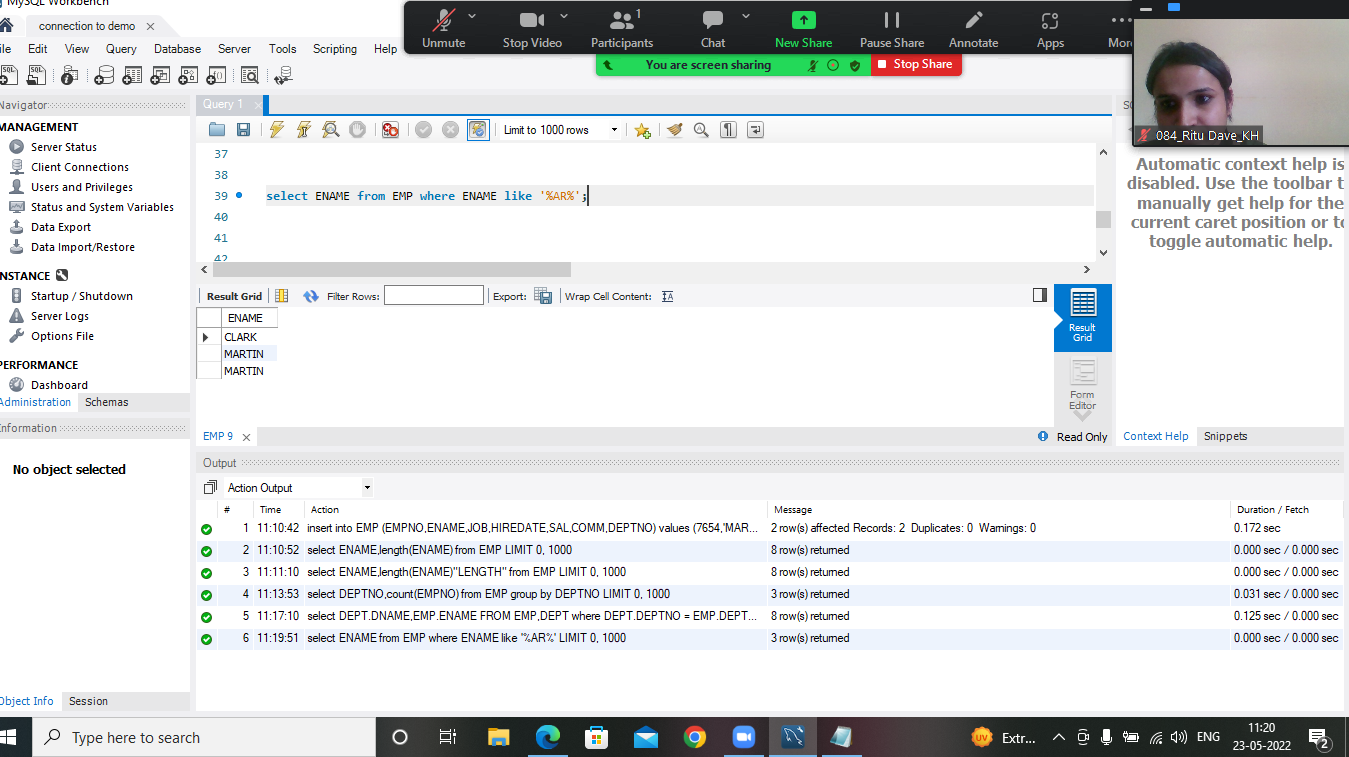 MySQL Workbench
connection to demo
ile Edit View Query Database Server Tools Scripting Help
Unmute Stop Video Participants 1 Chat New Share Pause Share Annotate Apps More
You are screen sharing Stop Share
084_Ritu Dave_KH
Navigator
MANAGEMENT
Server Status
Client Connections
Users and Privileges
Status and System Variables
Data Export
Data Import/Restore
NSTANCE
Startup / Shutdown
Server Logs
Options File
PERFORMANCE
Dashboard
Administration Schemas
nformation
No object selected
Object Info Session
Query 1
Limit to 1000 rows
37
38
39 select ENAME from EMP where ENAME like '%AR%';
40
41
42
Result Grid Filter Rows: Export: Wrap Cell Content:
ENAME
CLARK
MARTIN
MARTIN
Result Grid
Form Editor
EMP 9 Read Only
Automatic context help is
disabled. Use the toolbar t
manually get help for the
current caret position or to
toggle automatic help.
Context Help Snippets
Output
Action Output
# Time Action Message Duration / Fetch
1 11:10:42 insert into EMP (EMPNO,ENAME,JOB,HIREDATE,SAL,COMM,DEPTNO) values (7654,'MAR... 2 row(s) affected Records: 2 Duplicates: 0 Warnings: 0 0.172 sec
2 11:10:52 select ENAME,length(ENAME) from EMP LIMIT 0, 1000 8 row(s) returned 0.000 sec / 0.000 sec
3 11:11:10 select ENAME,length(ENAME)"LENGTH" from EMP LIMIT 0, 1000 8 row(s) returned 0.000 sec / 0.000 sec
4 11:13:53 select DEPTNO,count(EMPNO) from EMP group by DEPTNO LIMIT 0, 1000 3 row(s) returned 0.031 sec / 0.000 sec
5 11:17:10 select DEPT.DNAME,EMP.ENAME FROM EMP,DEPT where DEPT.DEPTNO = EMP.DEPT... 8 row(s) returned 0.125 sec / 0.000 sec
6 11:19:51 select ENAME from EMP where ENAME like '%AR%' LIMIT 0, 1000 3 row(s) returned 0.000 sec / 0.000 sec
Type here to search
UV Extr... ENG
11:20
23-05-2022
2